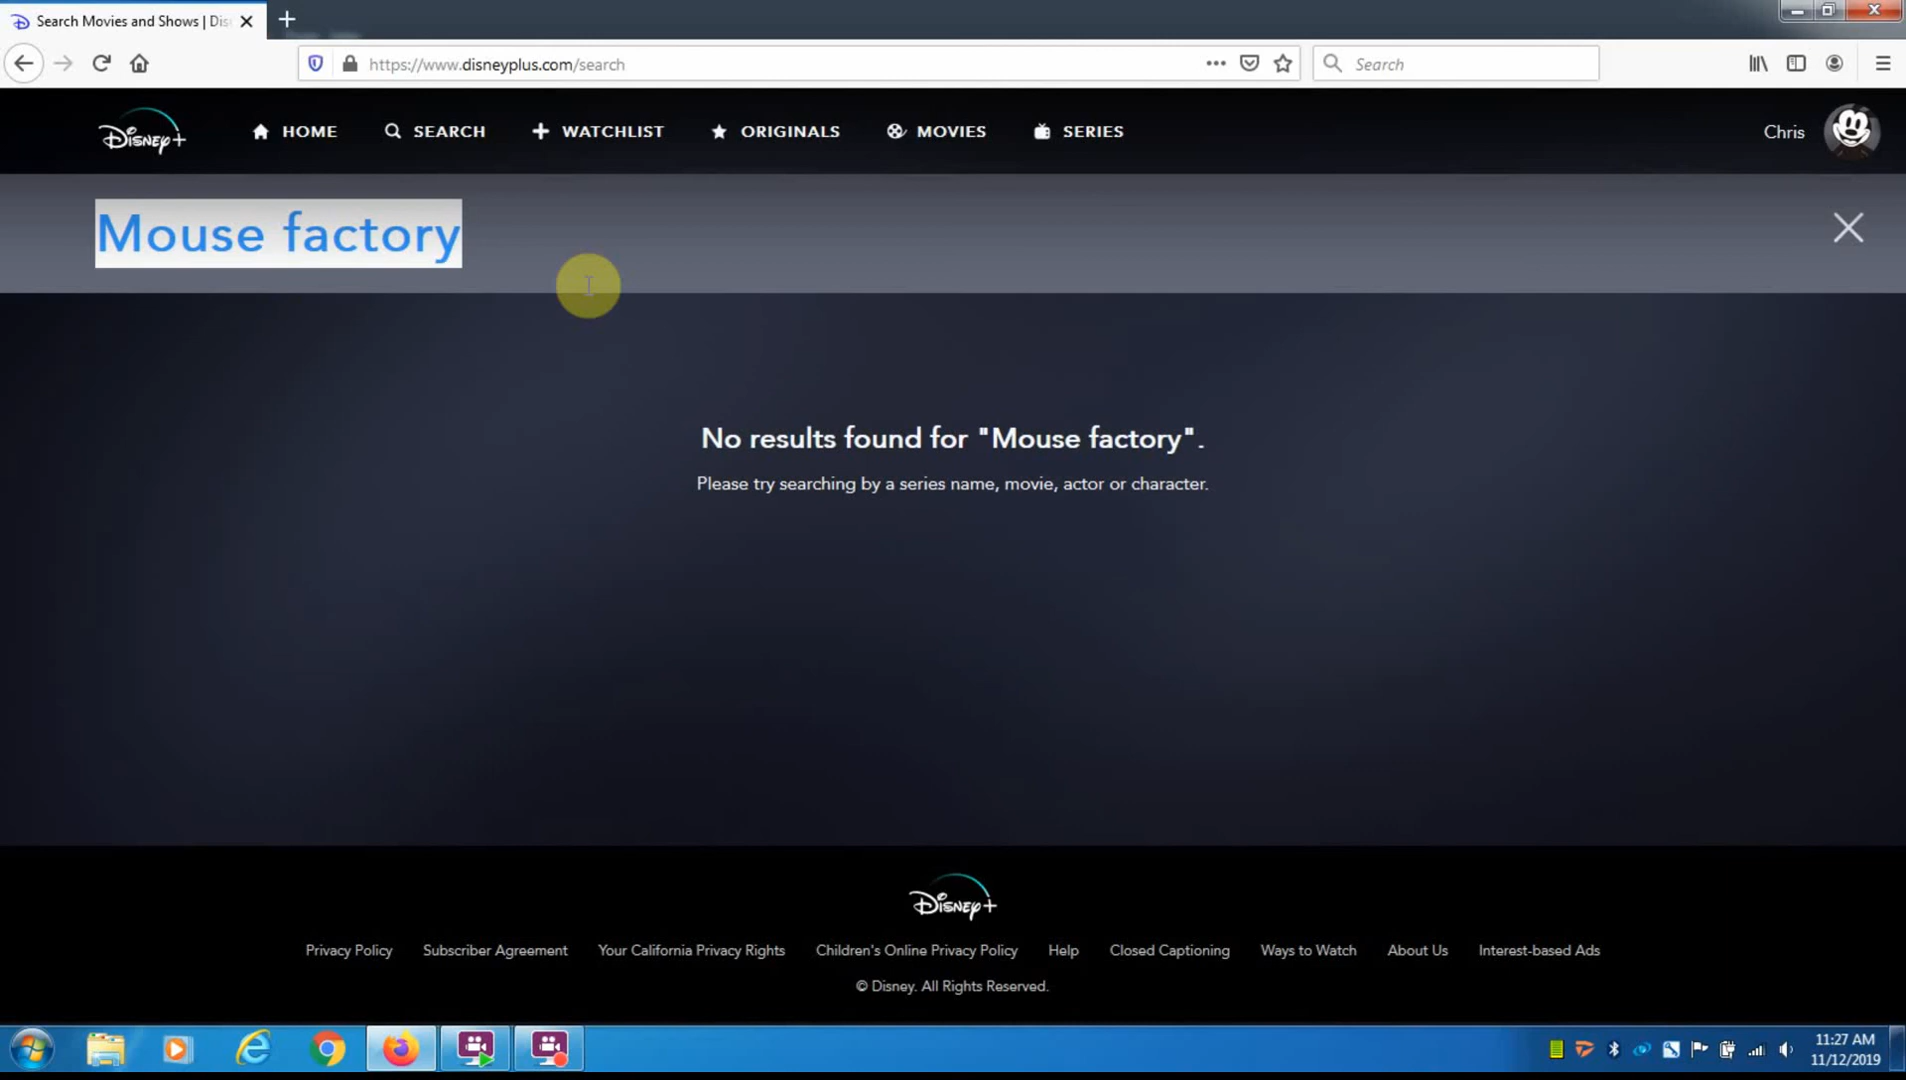 Search Movies and Shows | Dis
https://www.disneyplus.com/search
Search
Disney+
HOME
SEARCH
WATCHLIST
ORIGINALS
MOVIES
SERIES
Chris
Mouse factory
No results found for "Mouse factory".
Please try searching by a series name, movie, actor or character.
Disney+
Privacy Policy
Subscriber Agreement
Your California Privacy Rights
Children's Online Privacy Policy
Help
Closed Captioning
Ways to Watch
About Us
Interest-based Ads
© Disney. All Rights Reserved.
11:27 AM
11/12/2019